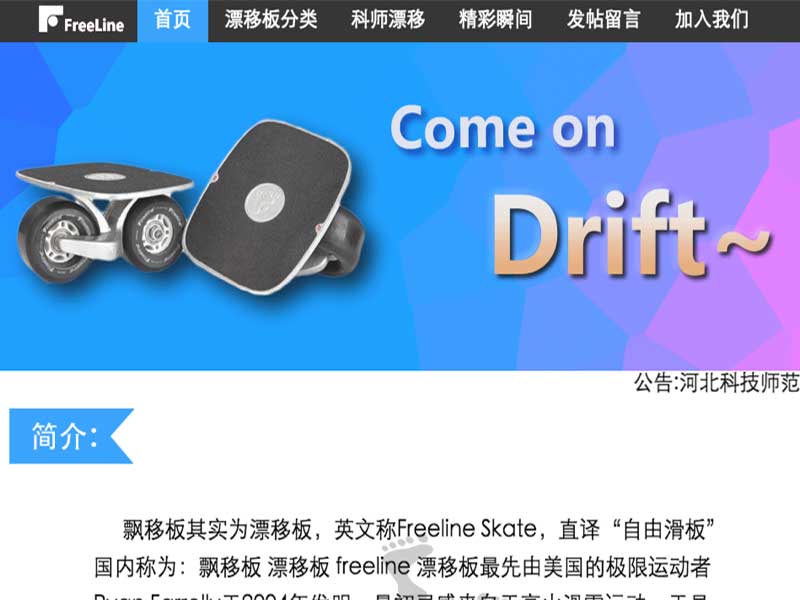 FreeLine 首页 漂移板分类 科师漂移 精彩瞬间 发帖留言 加入我们
Come on
Drift~
公告:河北科技师范
简介：
飘移板其实为漂移板，英文称Freeline Skate，直译“自由滑板”
国内称为：飘移板 漂移板 freeline 漂移板最先由美国的极限运动者